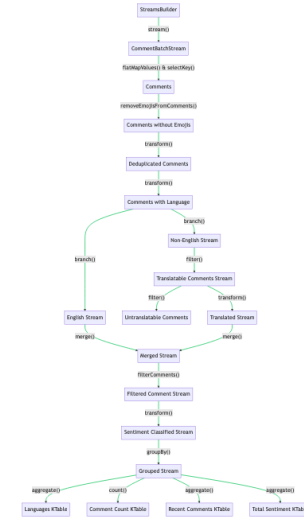 StreamsBuilder
stream()
CommentBatchStream
flatMapValues() & selectKey()
Comments
removeEmojisFromComments()
Comments without Emojis
transform()
Deduplicated Comments
transform()
Comments with Language
branch()
Non-English Stream
branch()
filter()
Translatable Comments Stream
filter()
transform()
English Stream
Untranslatable Comments
Translated Stream
merge()
merge()
Merged Stream
filterComments()
Filtered Comment Stream
transform()
Sentiment Classified Stream
groupBy()
Grouped Stream
aggregate()
count()
aggregate()
aggregate()
Languages KTable
Comment Count KTable
Recent Comments KTable
Total Sentiment KTabl